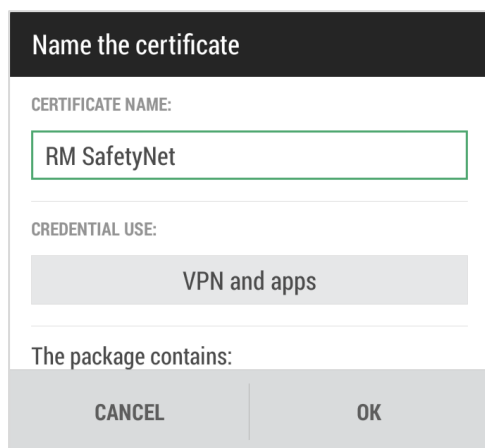 Name the certificate
CERTIFICATE NAME:
RM SafetyNet
CREDENTIAL USE:
VPN and apps
The package contains:
CANCEL
OK